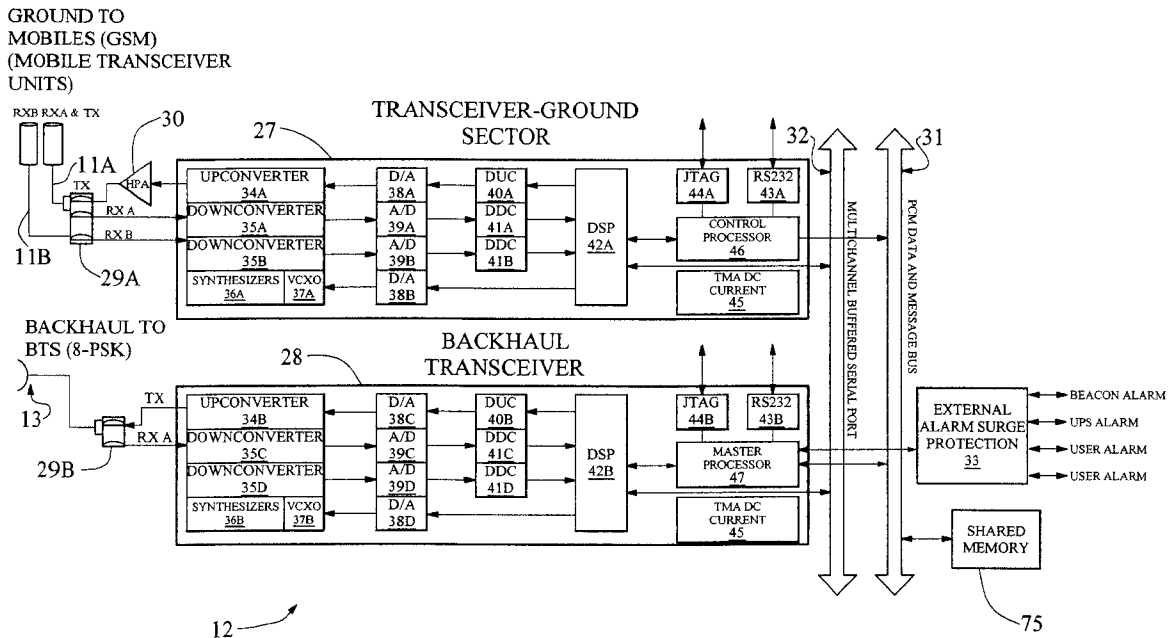 GROUND TO
MOBILES (GSM)
(MOBILE TRANSCEIVER
UNITS)
RXB RXA & TX
30
11A
TX
HPA
RX A
RX B
11B
29A
TRANSCEIVER-GROUND
SECTOR
27
UPCONVERTER
34A
DOWNCONVERTER
35A
DOWNCONVERTER
35B
SYNTHESIZERS
36A
VCXO
37A
D/A
38A
A/D
39A
A/D
39B
D/A
38B
DUC
40A
DDC
41A
DDC
41B
DSP
42A
JTAG
44A
RS232
43A
CONTROL
PROCESSOR
46
TMA DC
CURRENT
45
32
31
MULTICHANNEL BUFFERED SERIAL PORT
PCM DATA AND MESSAGE BUS
BACKHAUL TO
BTS (8-PSK)
13
TX
RX A
29B
BACKHAUL
TRANSCEIVER
28
UPCONVERTER
34B
DOWNCONVERTER
35C
DOWNCONVERTER
35D
SYNTHESIZERS
36B
VCXO
37B
D/A
38C
A/D
39C
A/D
39D
D/A
38D
DUC
40B
DDC
41C
DDC
41D
DSP
42B
JTAG
44B
RS232
43B
MASTER
PROCESSOR
47
TMA DC
CURRENT
45
EXTERNAL
ALARM SURGE
PROTECTION
33
BEACON ALARM
UPS ALARM
USER ALARM
USER ALARM
SHARED
MEMORY
75
12